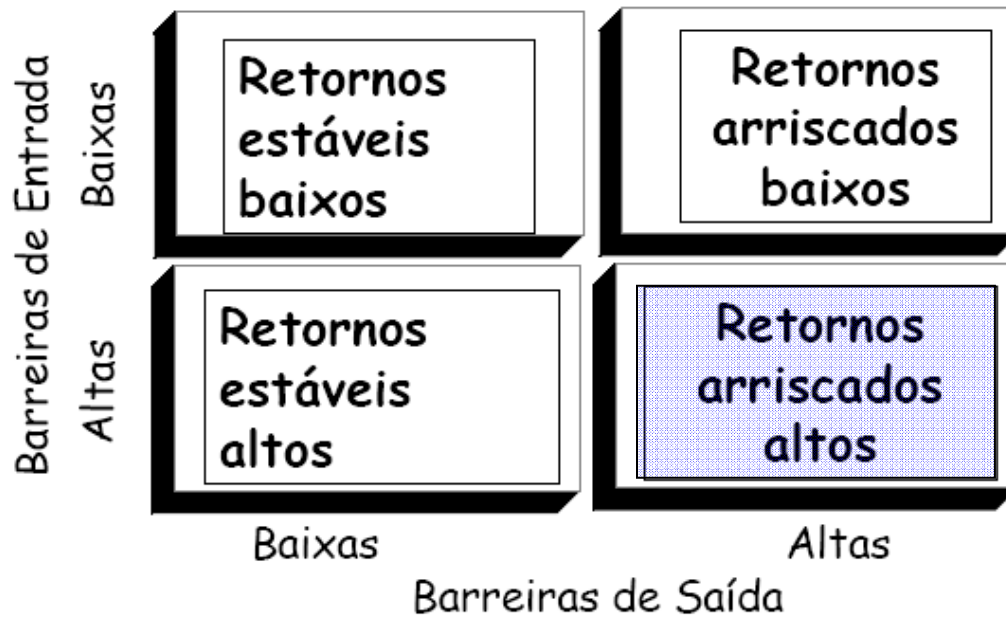 Barreiras de Entrada
Baixas
Altas
Retornos
estáveis
baixos
Retornos
arriscados
baixos
Retornos
estáveis
altos
Retornos
arriscados
altos
Baixas
Altas
Barreiras de Saída